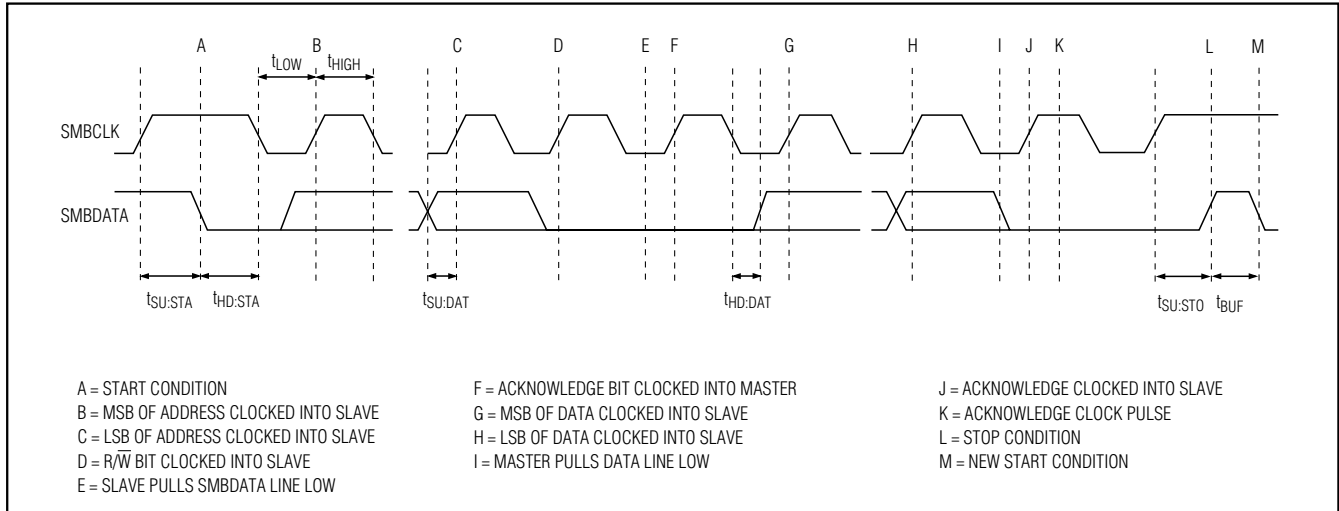 A B C D E F G H I J K L M
tLOW tHIGH
SMBCLK
SMBDATA
tSU:STA tHD:STA tSU:DAT tHD:DAT tSU:STO tBUF
A = START CONDITION
B = MSB OF ADDRESS CLOCKED INTO SLAVE
C = LSB OF ADDRESS CLOCKED INTO SLAVE
D = R/W̅ BIT CLOCKED INTO SLAVE
E = SLAVE PULLS SMBDATA LINE LOW
F = ACKNOWLEDGE BIT CLOCKED INTO MASTER
G = MSB OF DATA CLOCKED INTO SLAVE
H = LSB OF DATA CLOCKED INTO SLAVE
I = MASTER PULLS DATA LINE LOW
J = ACKNOWLEDGE CLOCKED INTO SLAVE
K = ACKNOWLEDGE CLOCK PULSE
L = STOP CONDITION
M = NEW START CONDITION